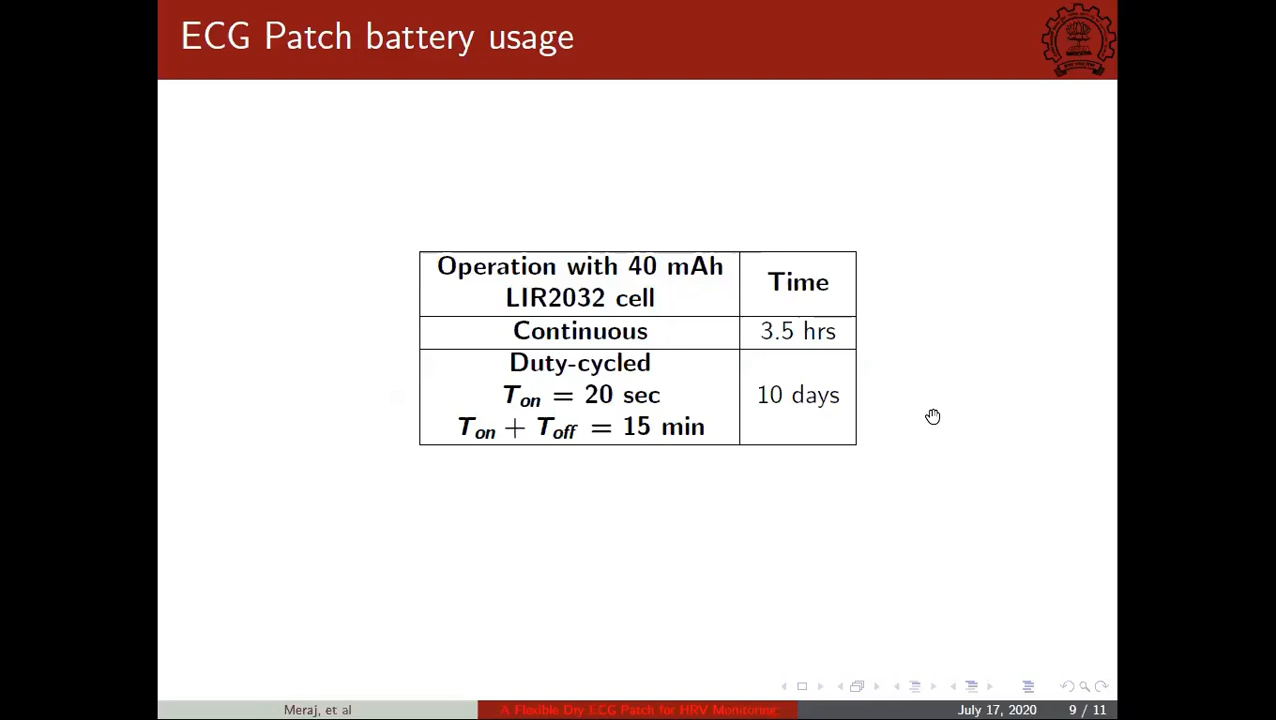 ECG Patch battery usage
Operation with 40 mAh
LIR2032 cell
Time
Continuous
3.5 hrs
Duty-cycled
T_on = 20 sec
T_on + T_off = 15 min
10 days
Meraj, et al
A Flexible Dry ECG Patch for HRV Monitoring
July 17, 2020
9 / 11